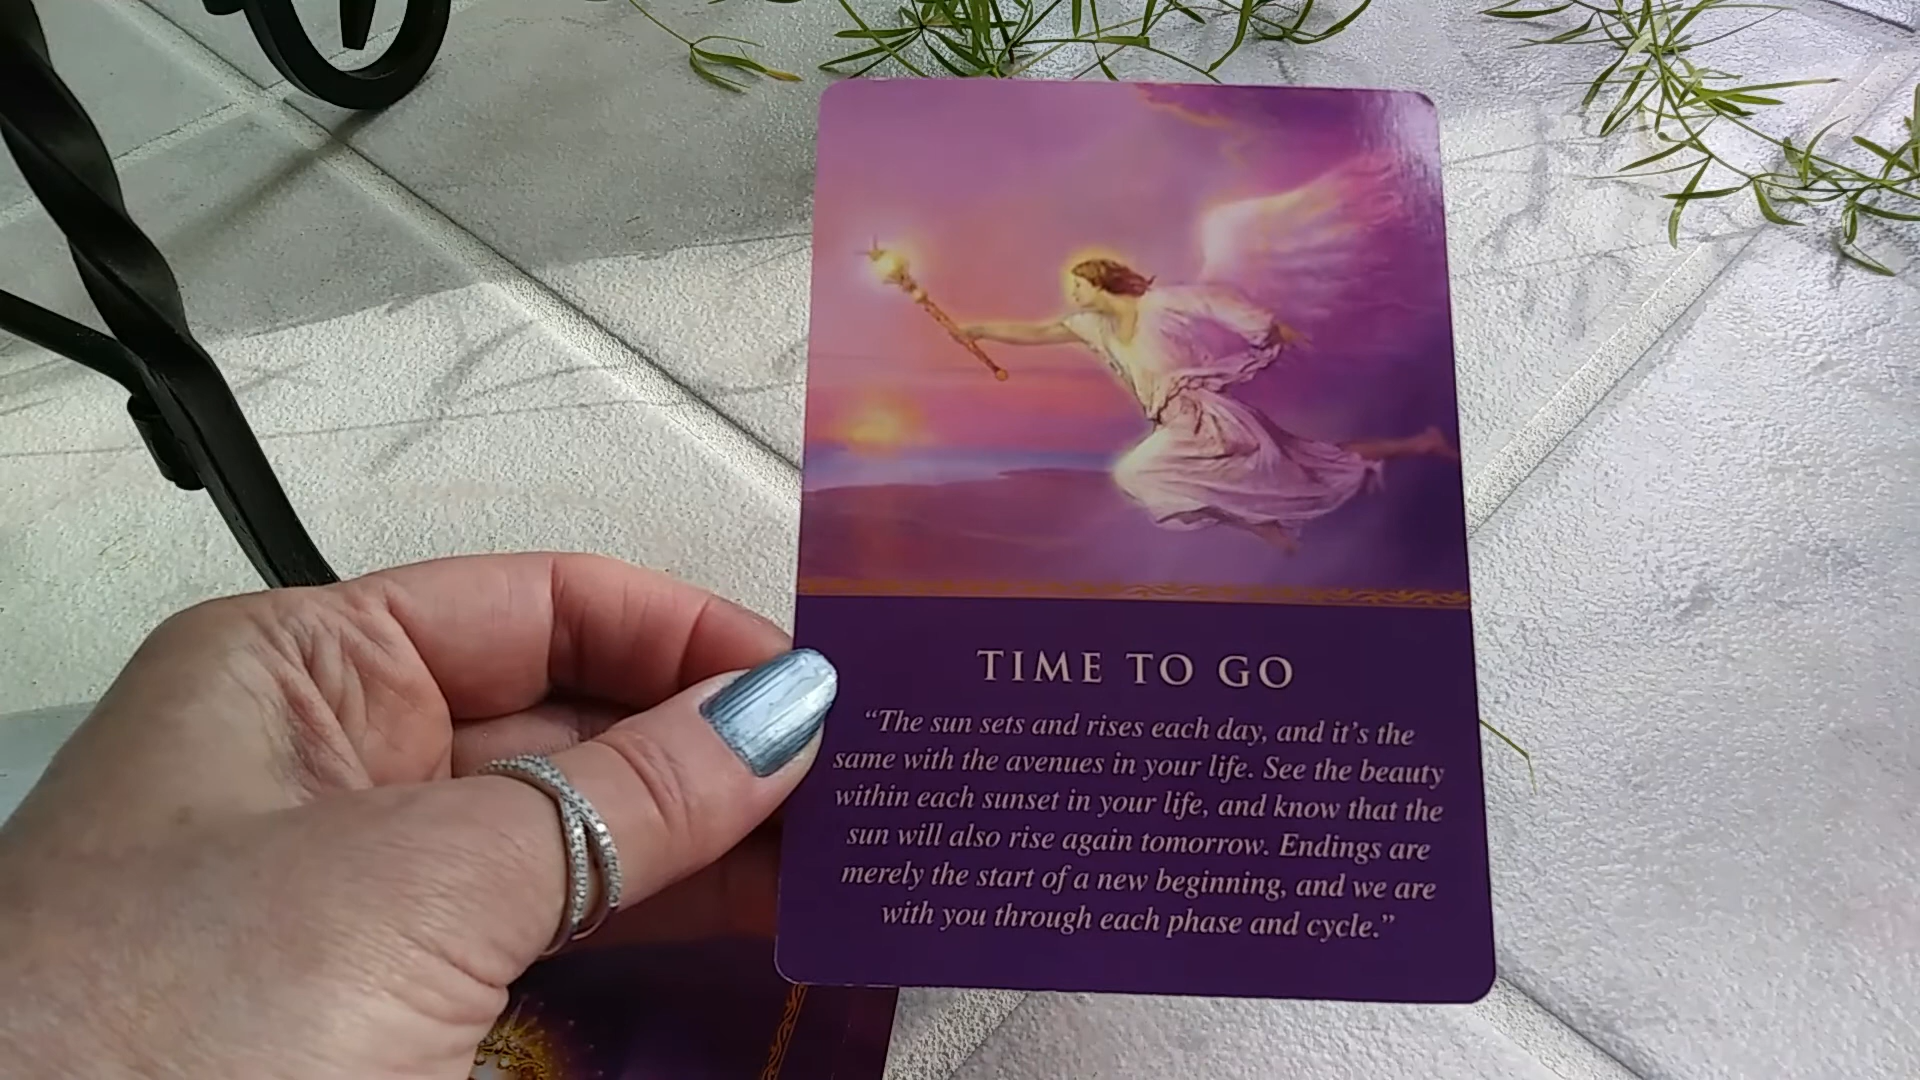 TIME TO GO
“The sun sets and rises each day, and it’s the
same with the avenues in your life. See the beauty
within each sunset in your life, and know that the
sun will also rise again tomorrow. Endings are
merely the start of a new beginning, and we are
with you through each phase and cycle.”